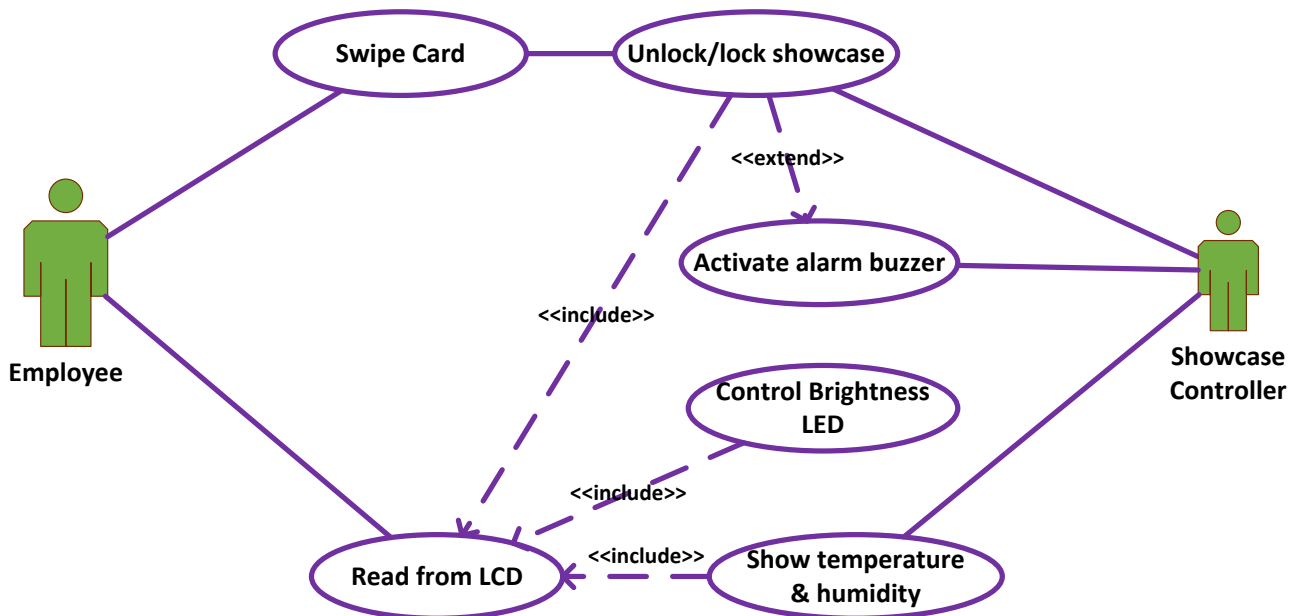 Swipe Card
Unlock/lock showcase
<<extend>>
Activate alarm buzzer
<<include>>
Employee
Showcase
Controller
Control Brightness
LED
<<include>>
<<include>>
Read from LCD
Show temperature
& humidity